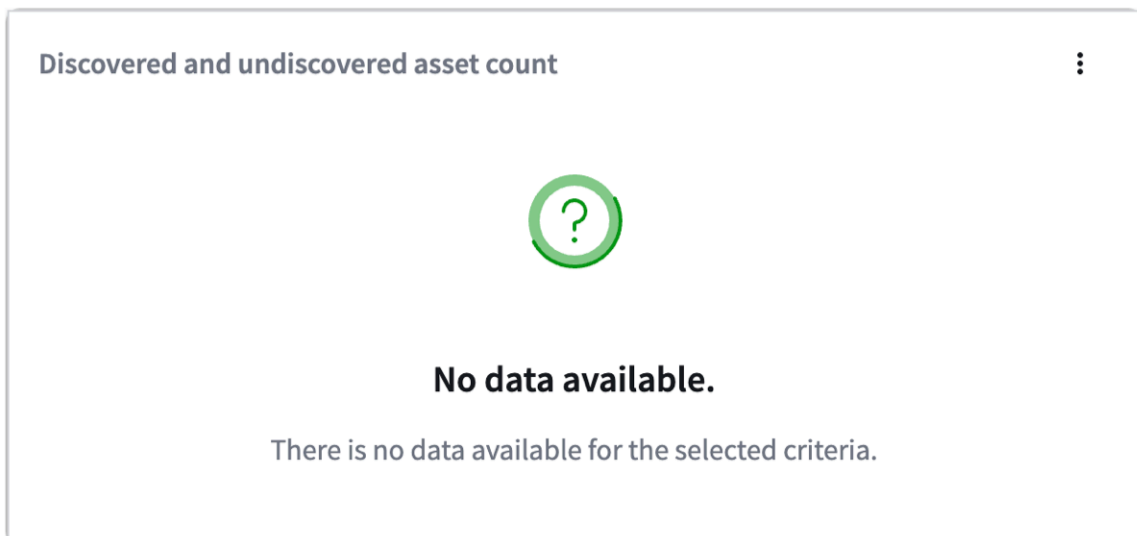 Discovered and undiscovered asset count
?
No data available.
There is no data available for the selected criteria.